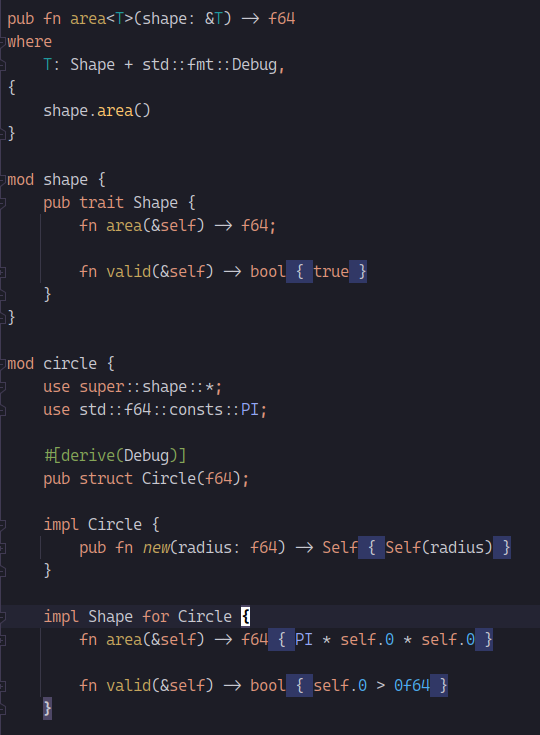 pub fn area<T>(shape: &T) -> f64
where
    T: Shape + std::fmt::Debug,
{
    shape.area()
}

mod shape {
    pub trait Shape {
        fn area(&self) -> f64;

        fn valid(&self) -> bool { true }
    }
}

mod circle {
    use super::shape::*;
    use std::f64::consts::PI;

    #[derive(Debug)]
    pub struct Circle(f64);

    impl Circle {
        pub fn new(radius: f64) -> Self { Self(radius) }
    }

    impl Shape for Circle {
        fn area(&self) -> f64 { PI * self.0 * self.0 }

        fn valid(&self) -> bool { self.0 > 0f64 }
    }